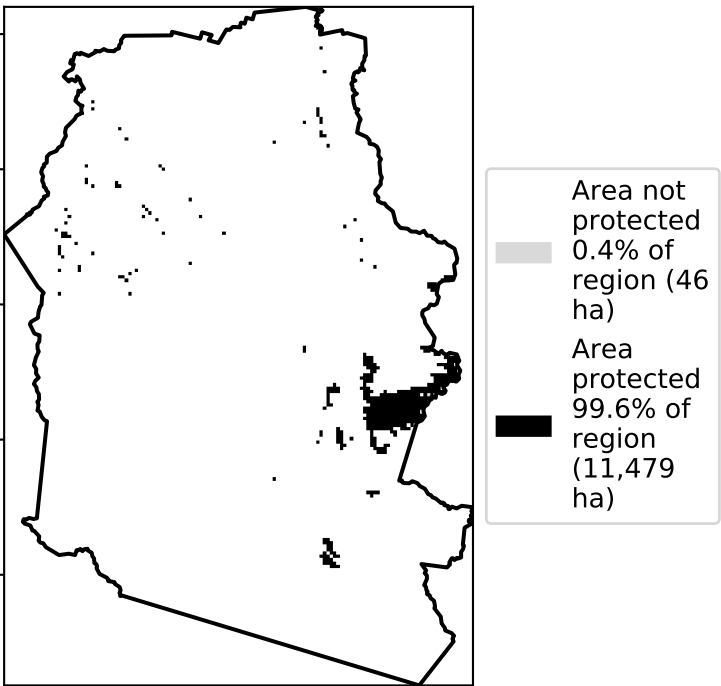 Area not
protected
0.4% of
region (46
ha)
Area
protected
99.6% of
region
(11,479
ha)